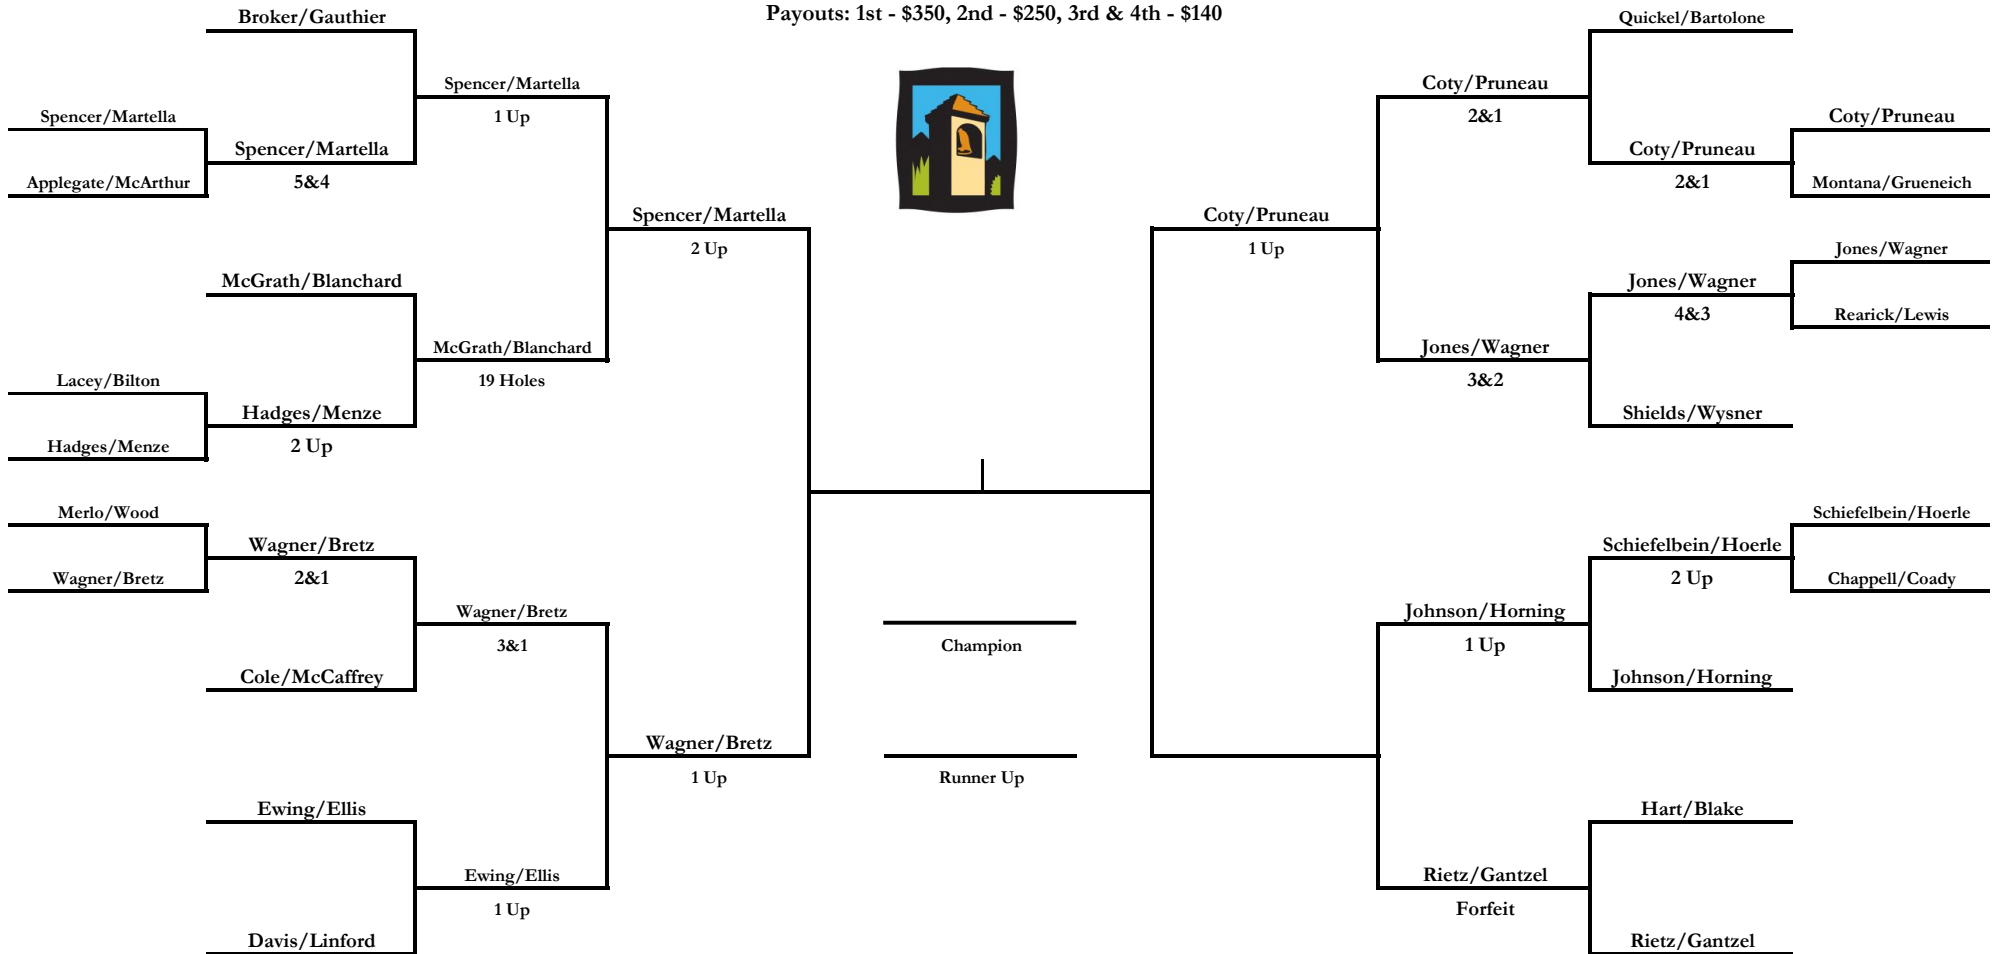 Payouts: 1st - $350, 2nd - $250, 3rd & 4th - $140
Broker/Gauthier
Spencer/Martella
1 Up
Spencer/Martella
Spencer/Martella
Applegate/McArthur
5&4
Spencer/Martella
2 Up
McGrath/Blanchard
McGrath/Blanchard
19 Holes
Lacey/Bilton
Hadges/Menze
Hadges/Menze
2 Up
Merlo/Wood
Wagner/Bretz
Wagner/Bretz
2&1
Wagner/Bretz
3&1
Cole/McCaffrey
Wagner/Bretz
1 Up
Ewing/Ellis
Ewing/Ellis
1 Up
Davis/Linford
Champion
Runner Up
Quickel/Bartolone
Coty/Pruneau
2&1
Coty/Pruneau
Coty/Pruneau
2&1
Montana/Grueneich
Coty/Pruneau
1 Up
Jones/Wagner
Jones/Wagner
4&3
Rearick/Lewis
Jones/Wagner
3&2
Shields/Wysner
Schiefelbein/Hoerle
Schiefelbein/Hoerle
2 Up
Chappell/Coady
Johnson/Horning
1 Up
Johnson/Horning
Hart/Blake
Rietz/Gantzel
Forfeit
Rietz/Gantzel